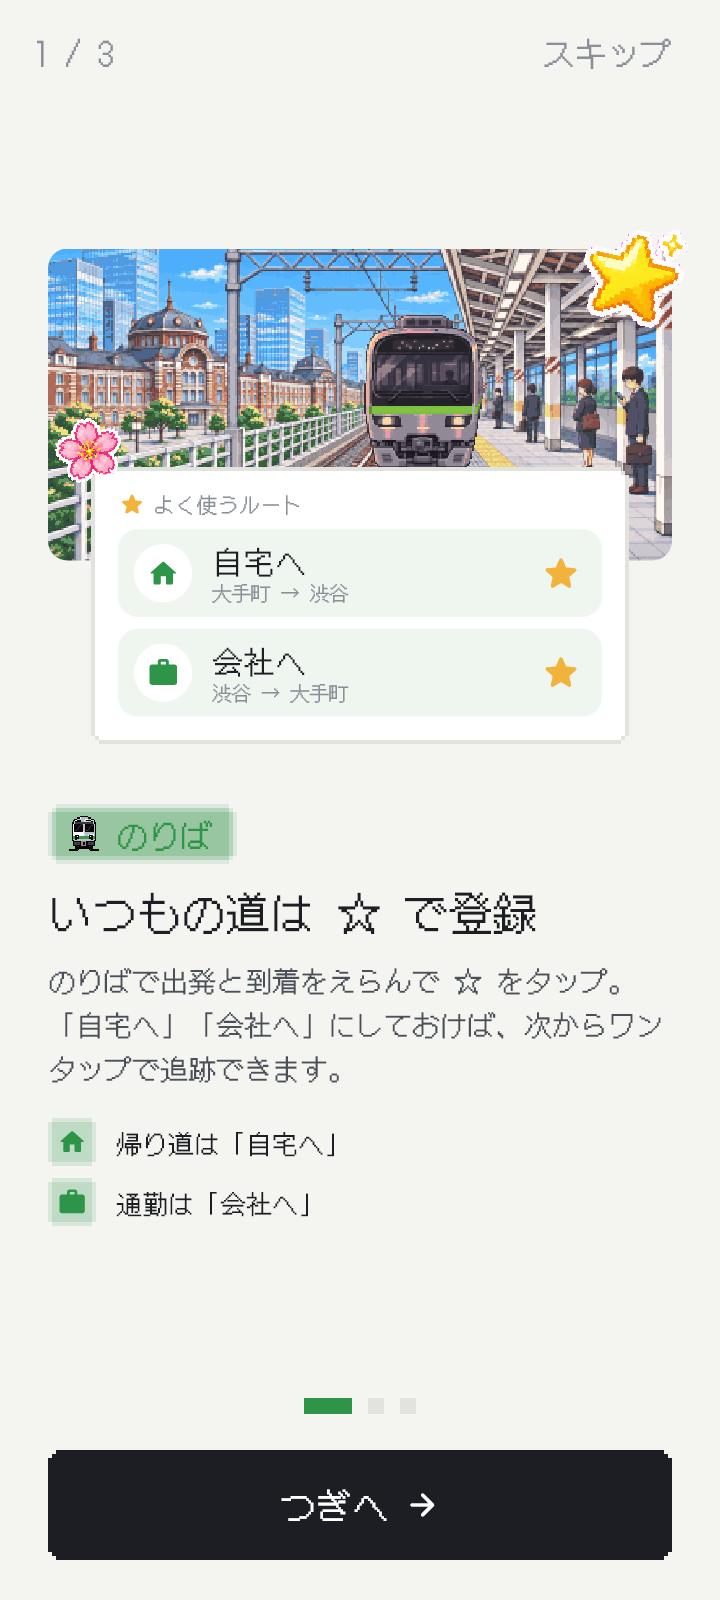 1 / 3
スキップ
よく使うルート
自宅へ
大手町 → 渋谷
会社へ
渋谷 → 大手町
のりば
いつもの道は ☆ で登録
のりばで出発と到着をえらんで ☆ をタップ。
「自宅へ」「会社へ」にしておけば、次からワン
タップで追跡できます。
帰り道は「自宅へ」
通勤は「会社へ」
つぎへ →